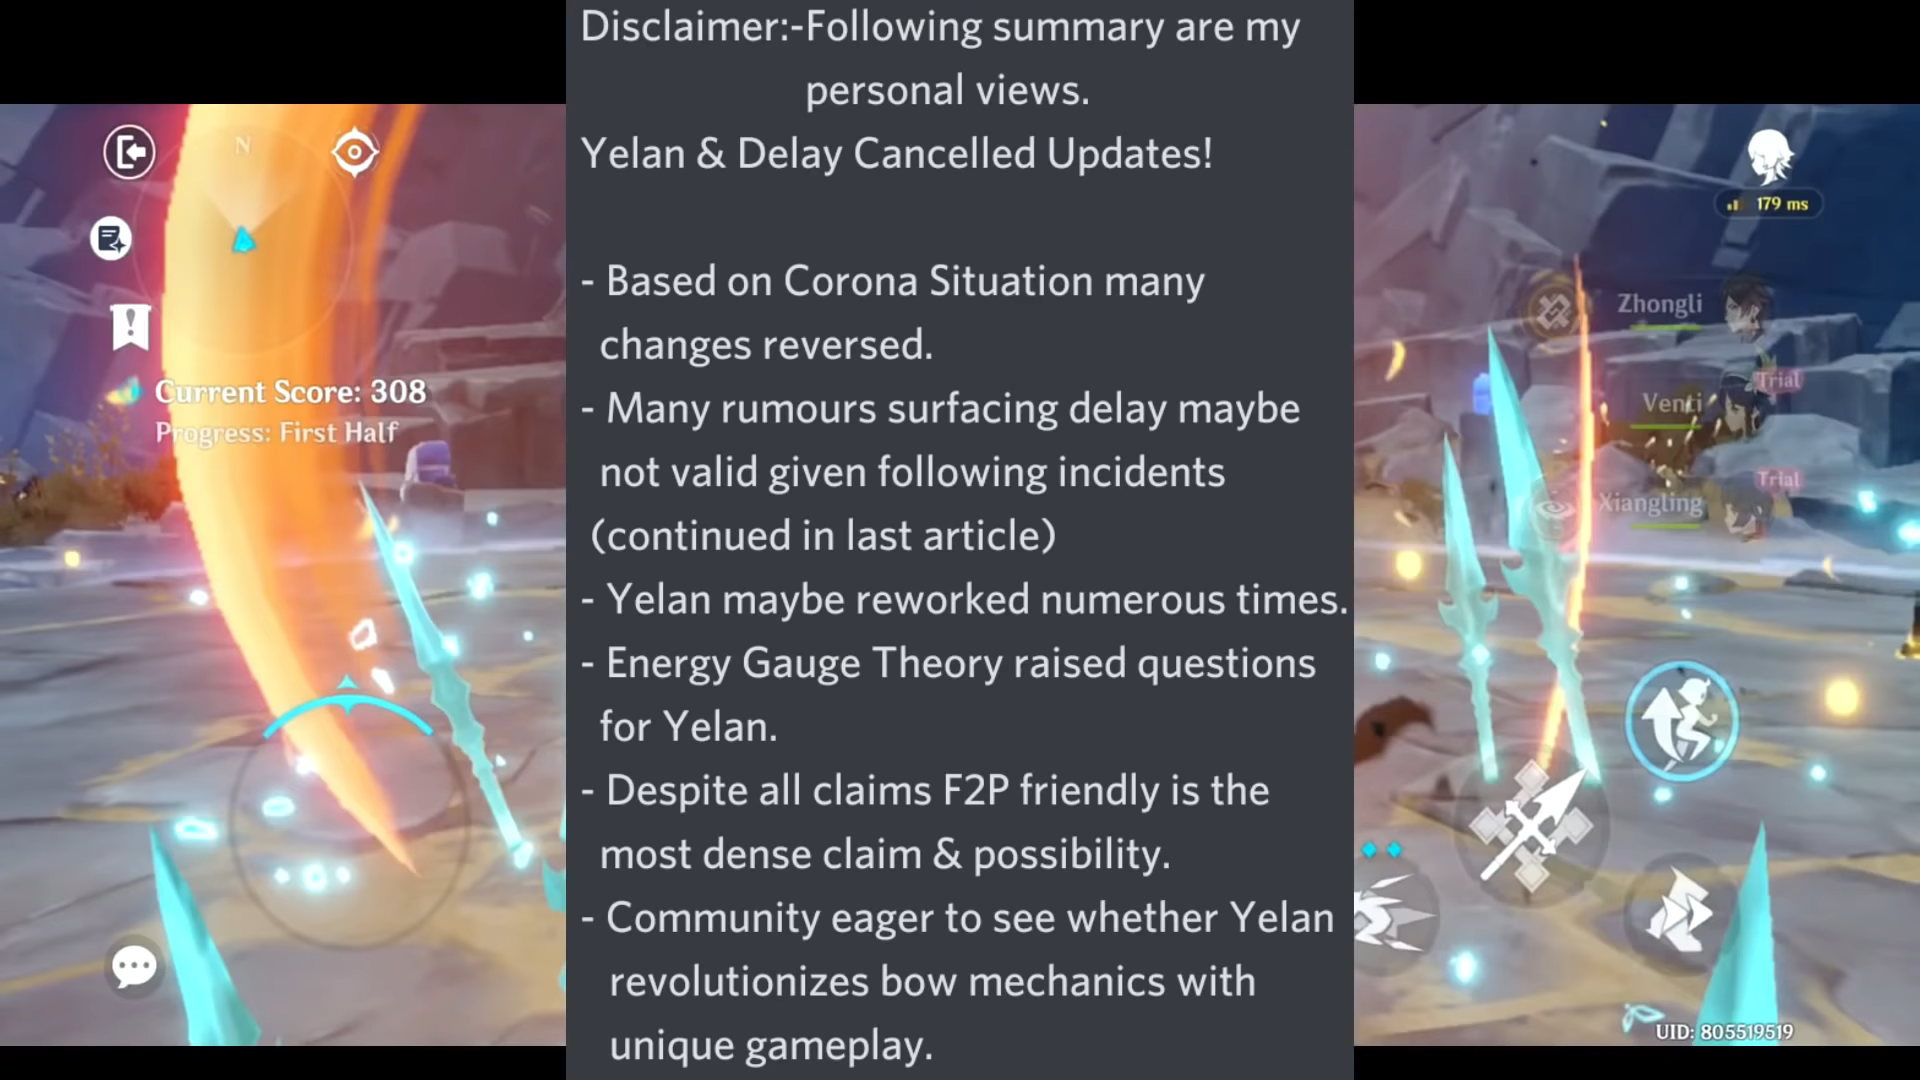 Disclaimer:-Following summary are my
personal views.
Yelan & Delay Cancelled Updates!
- Based on Corona Situation many
changes reversed.
- Many rumours surfacing delay maybe
not valid given following incidents
(continued in last article)
- Yelan maybe reworked numerous times.
- Energy Gauge Theory raised questions
for Yelan.
- Despite all claims F2P friendly is the
most dense claim & possibility.
- Community eager to see whether Yelan
revolutionizes bow mechanics with
unique gameplay.
N
Current Score: 308
Progress: First Half
179 ms
Zhongli
Trial
Venti
Trial
Xiangling
UID: 805519519